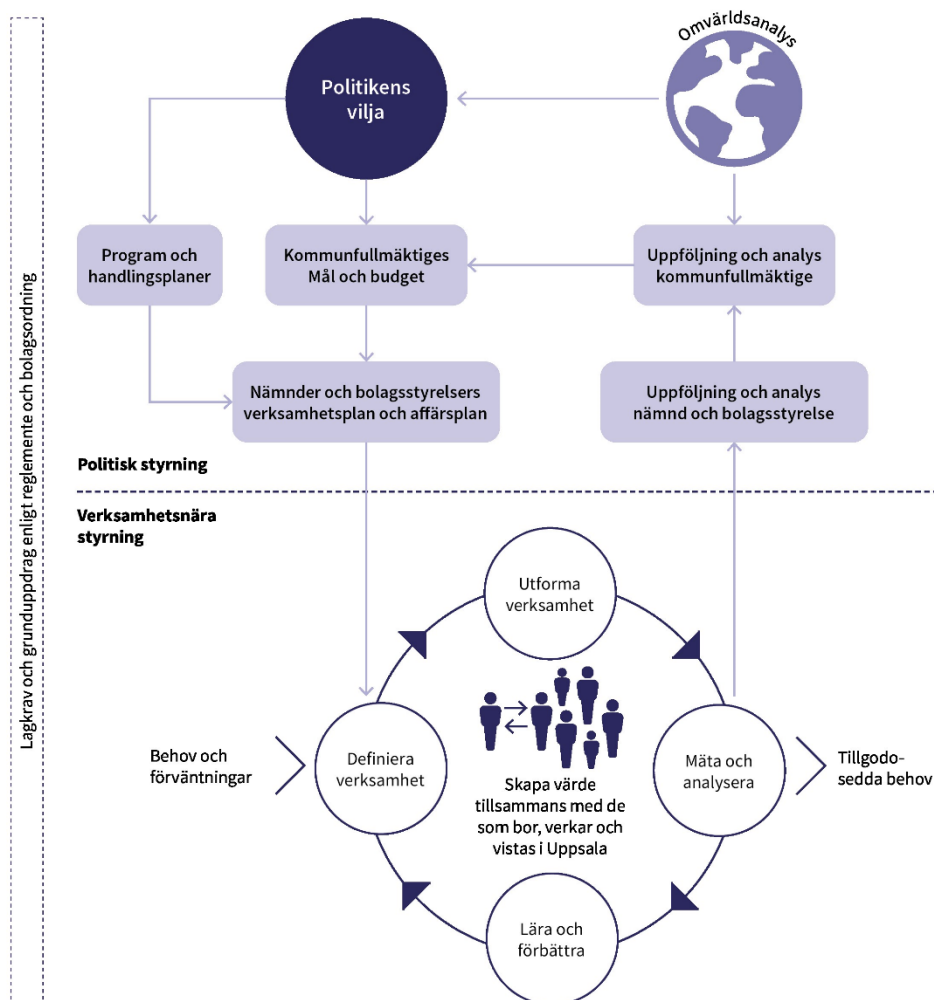 Omvärldsanalys
Politikens
vilja
Program och
handlingsplaner
Kommunfullmäktiges
Mål och budget
Uppföljning och analys
kommunfullmäktige
Nämnder och bolagsstyrelsers
verksamhetsplan och affärsplan
Uppföljning och analys
nämnd och bolagsstyrelse
Politisk styrning
Verksamhetsnära
styrning
Lagkrav och grunduppdrag enligt reglemente och bolagsordning
Utforma
verksamhet
Behov och
förväntningar
Definiera
verksamhet
Skapa värde
tillsammans med de
som bor, verkar och
vistas i Uppsala
Mäta och
analysera
Tillgodo-
sedda behov
Lära och
förbättra